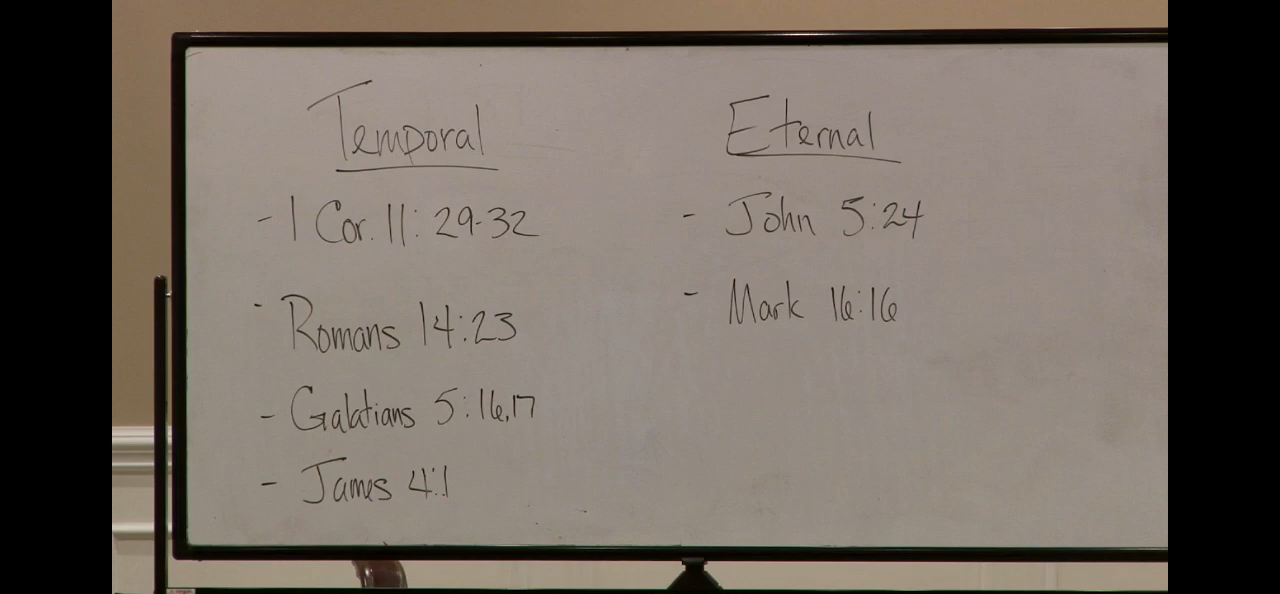 Temporal
- 1 Cor. 11: 29-32
- Romans 14:23
- Galatians 5:16,17
- James 4:1
Eternal
- John 5:24
- Mark 16:16